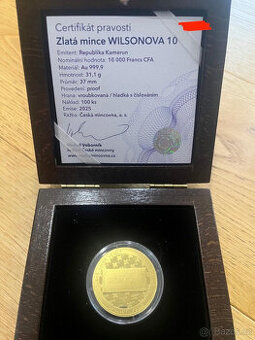 Certifikát pravosti
Zlatá mince WILSONOVA 10
Emitent: Republika Kamerun
Nominální hodnota: 10 000 Francs CFA
Materiál: Au 999,9
Hmotnost: 31,1 g
Průměr: 37 mm
Provedení: proof
Hrana: vroubkovaná / hladká s číslováním
Náklad: 100 ks
Emise: 2025
Ražba: Česká mincovna, a. s.
České mincovny